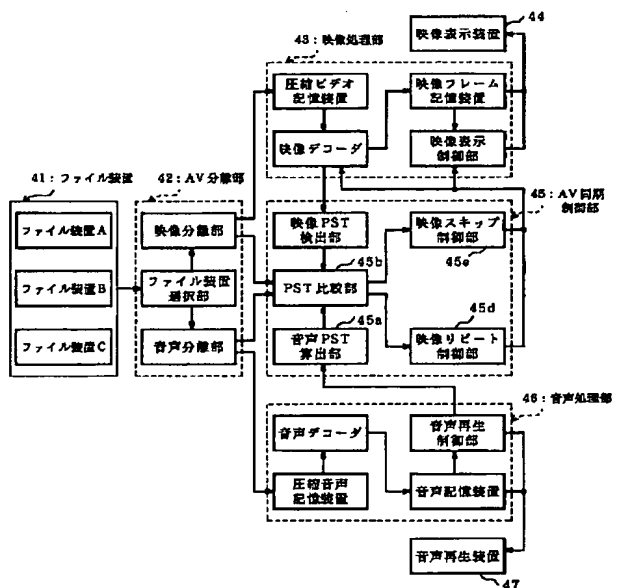 44
映像表示装置
43:映像処理部
圧縮ビデオ
記憶装置
映像フレーム
記憶装置
映像デコーダ
映像表示
制御部
41:ファイル装置
42:AV分離部
45:AV同期
制御部
ファイル装置A
ファイル装置B
ファイル装置C
映像分離部
ファイル装置
選択部
音声分離部
映像PST
検出部
45b
PST比較部
45a
音声PST
算出部
映像スキップ
制御部
45c
45d
映像リピート
制御部
46:音声処理部
音声デコーダ
音声再生
制御部
圧縮音声
記憶装置
音声記憶装置
音声再生装置
47